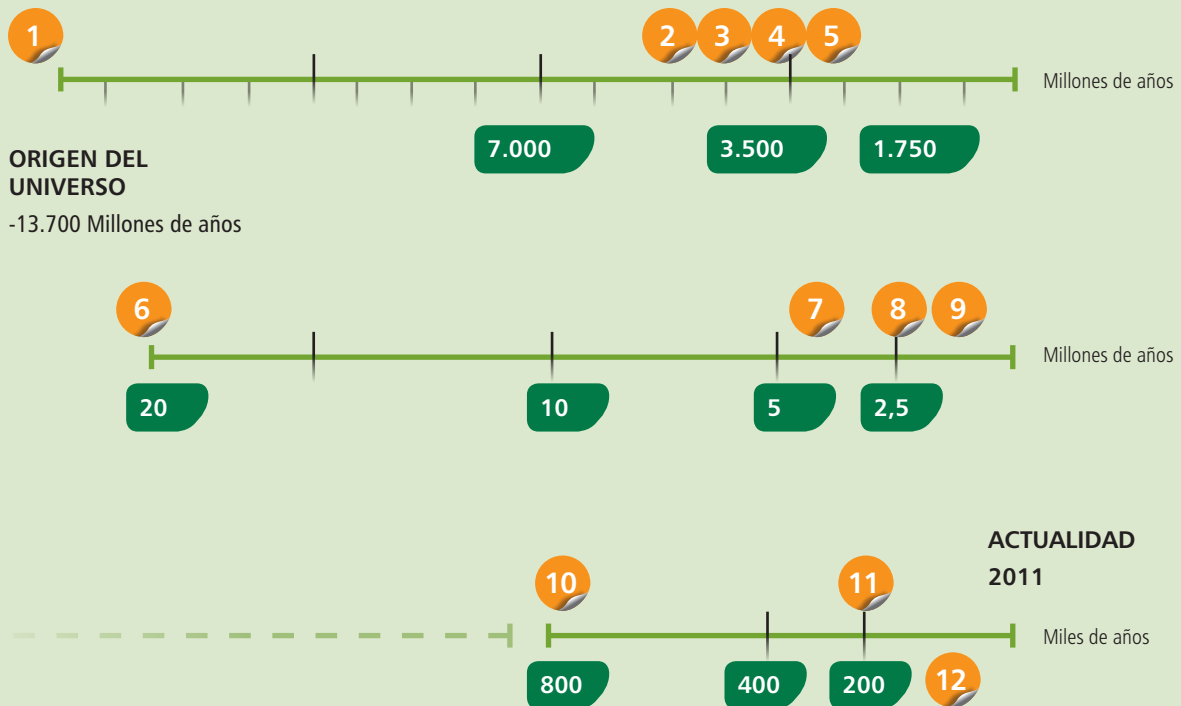 1
2 3 4 5
Millones de años
7.000 3.500 1.750
ORIGEN DEL
UNIVERSO
-13.700 Millones de años
6 7 8 9
Millones de años
20 10 5 2,5
ACTUALIDAD
2011
10 11
Miles de años
800 400 200 12